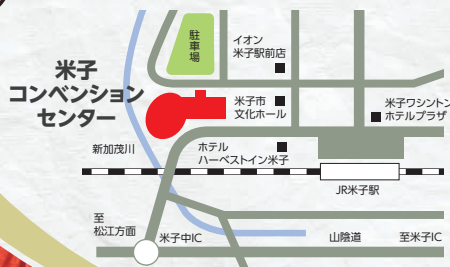 駐車場
イオン
米子駅前店
米子
コンベンション
センター
米子市
文化ホール
米子ワシントン
ホテルプラザ
新加茂川
ホテル
ハーベストイン米子
JR米子駅
至
松江方面
米子中IC
山陰道
至米子IC